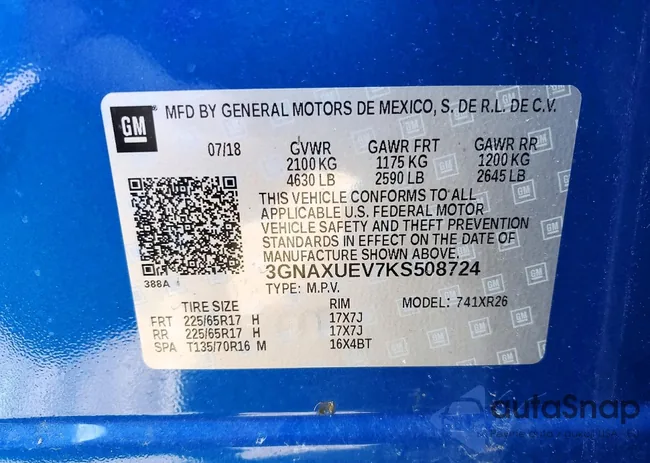 GM ® MFD BY GENERAL MOTORS DE MEXICO, S. DE R.L. DE C.V.
07/18 GVWR GAWR FRT GAWR RR
2100 KG 1175 KG 1200 KG
4630 LB 2590 LB 2645 LB
THIS VEHICLE CONFORMS TO ALL
APPLICABLE U.S. FEDERAL MOTOR
VEHICLE SAFETY AND THEFT PREVENTION
STANDARDS IN EFFECT ON THE DATE OF
MANUFACTURE SHOWN ABOVE.
3GNAXUEV7KS508724
388A TYPE: M.P.V.
TIRE SIZE RIM MODEL: 741XR26
FRT 225/65R17 H 17X7J
RR 225/65R17 H 17X7J
SPA T135/70R16 M 16X4BT
autoSnap